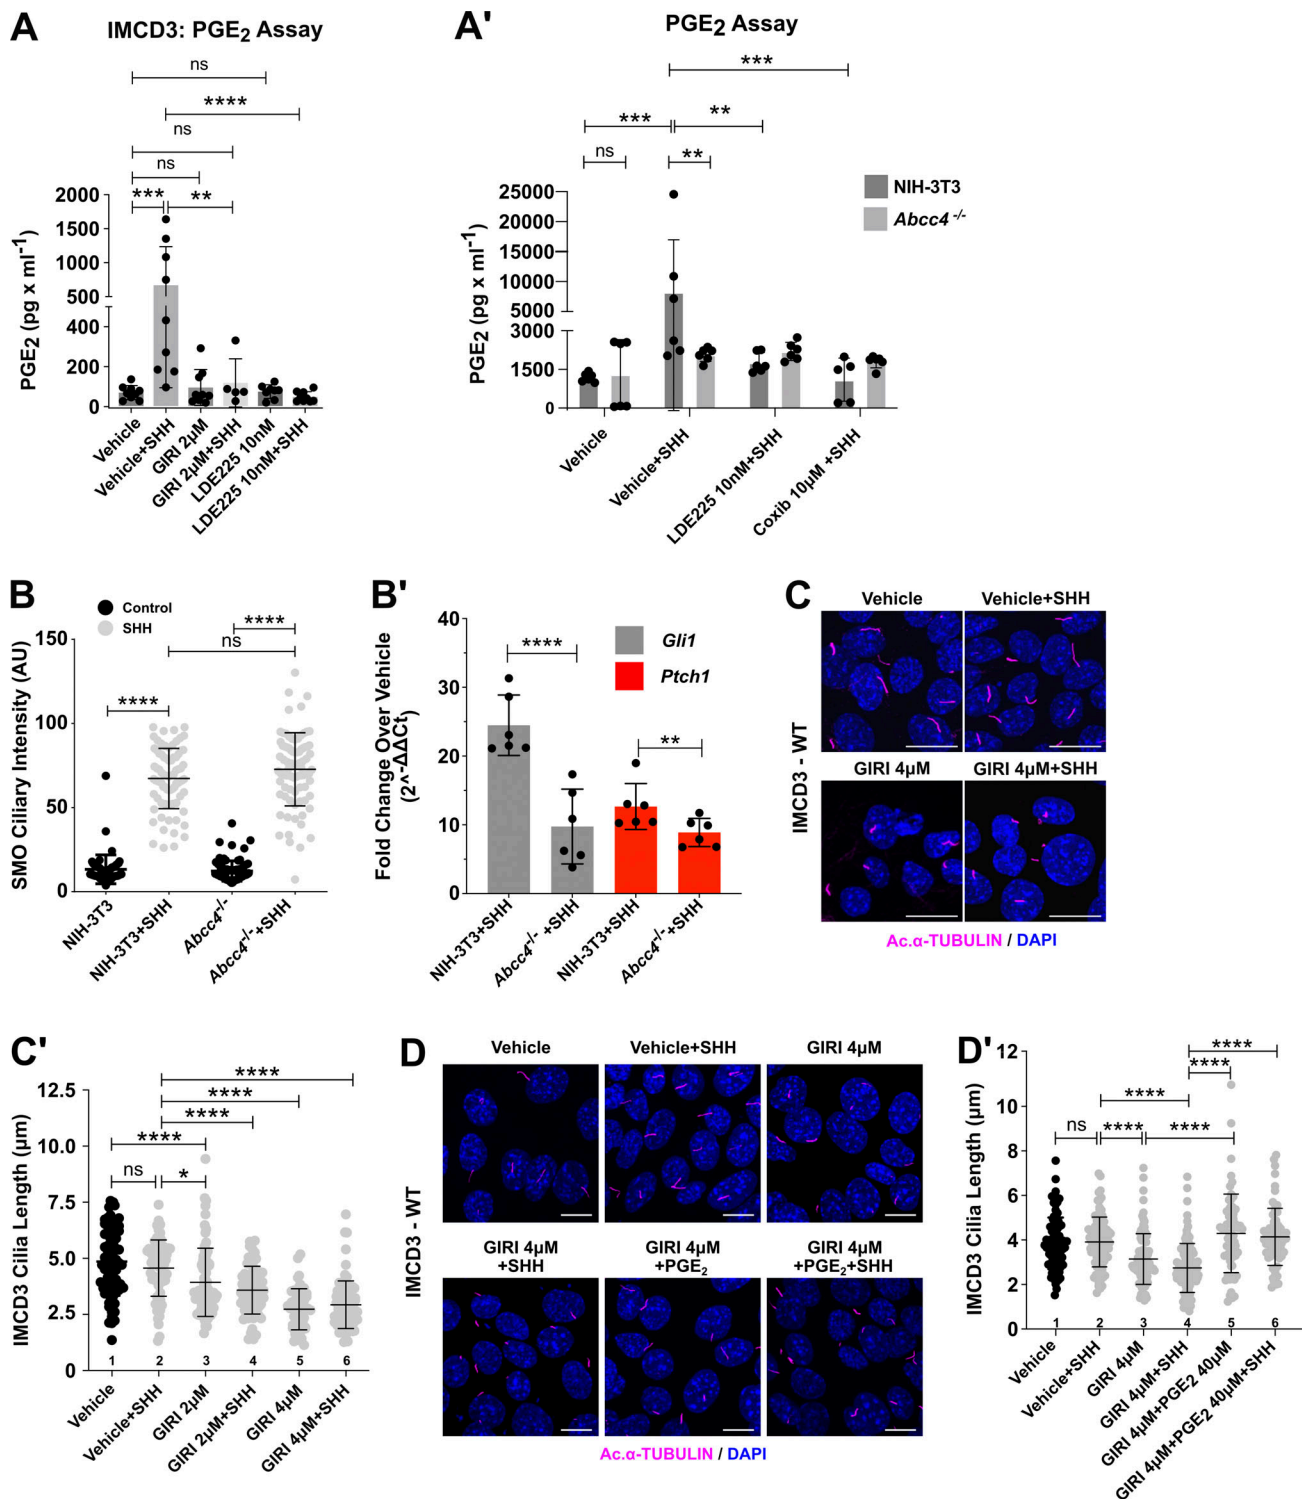 A
IMCD3: PGE2 Assay
ns
****
ns
ns
***
**
2000
1500
1000
500
400
200
0
PGE2 (pg x ml-1)
Vehicle
Vehicle+SHH
GIRI 2µM
GIRI 2µM+SHH
LDE225 10nM
LDE225 10nM+SHH
A'
PGE2 Assay
***
***
**
ns
**
NIH-3T3
Abcc4 -/-
25000
20000
15000
10000
5000
3000
1500
0
PGE2 (pg x ml-1)
Vehicle
Vehicle+SHH
LDE225 10nM+SHH
Coxib 10µM +SHH
B
Control
SHH
****
ns
****
150
100
50
0
SMO Ciliary Intensity (AU)
NIH-3T3
NIH-3T3+SHH
Abcc4-/-
Abcc4-/-+SHH
B'
Gli1
Ptch1
****
**
40
30
20
10
0
Fold Change Over Vehicle
(2^-ΔΔCt)
NIH-3T3+SHH
Abcc4-/- +SHH
NIH-3T3+SHH
Abcc4-/- +SHH
C
Vehicle
Vehicle+SHH
GIRI 4µM
GIRI 4µM+SHH
IMCD3 - WT
Ac.α-TUBULIN / DAPI
C'
****
****
****
****
ns
*
12.5
10.0
7.5
5.0
2.5
0
IMCD3 Cilia Length (µm)
1 2 3 4 5 6
Vehicle
Vehicle+SHH
GIRI 2µM
GIRI 2µM+SHH
GIRI 4µM
GIRI 4µM+SHH
D
Vehicle
Vehicle+SHH
GIRI 4µM
GIRI 4µM
+SHH
GIRI 4µM
+PGE2
GIRI 4µM
+PGE2+SHH
IMCD3 - WT
Ac.α-TUBULIN / DAPI
D'
****
****
****
ns
****
****
12
10
8
6
4
2
0
IMCD3 Cilia Length (µm)
1 2 3 4 5 6
Vehicle
Vehicle+SHH
GIRI 4µM
GIRI 4µM+SHH
GIRI 4µM+PGE2 40µM
GIRI 4µM+PGE2 40µM+SHH